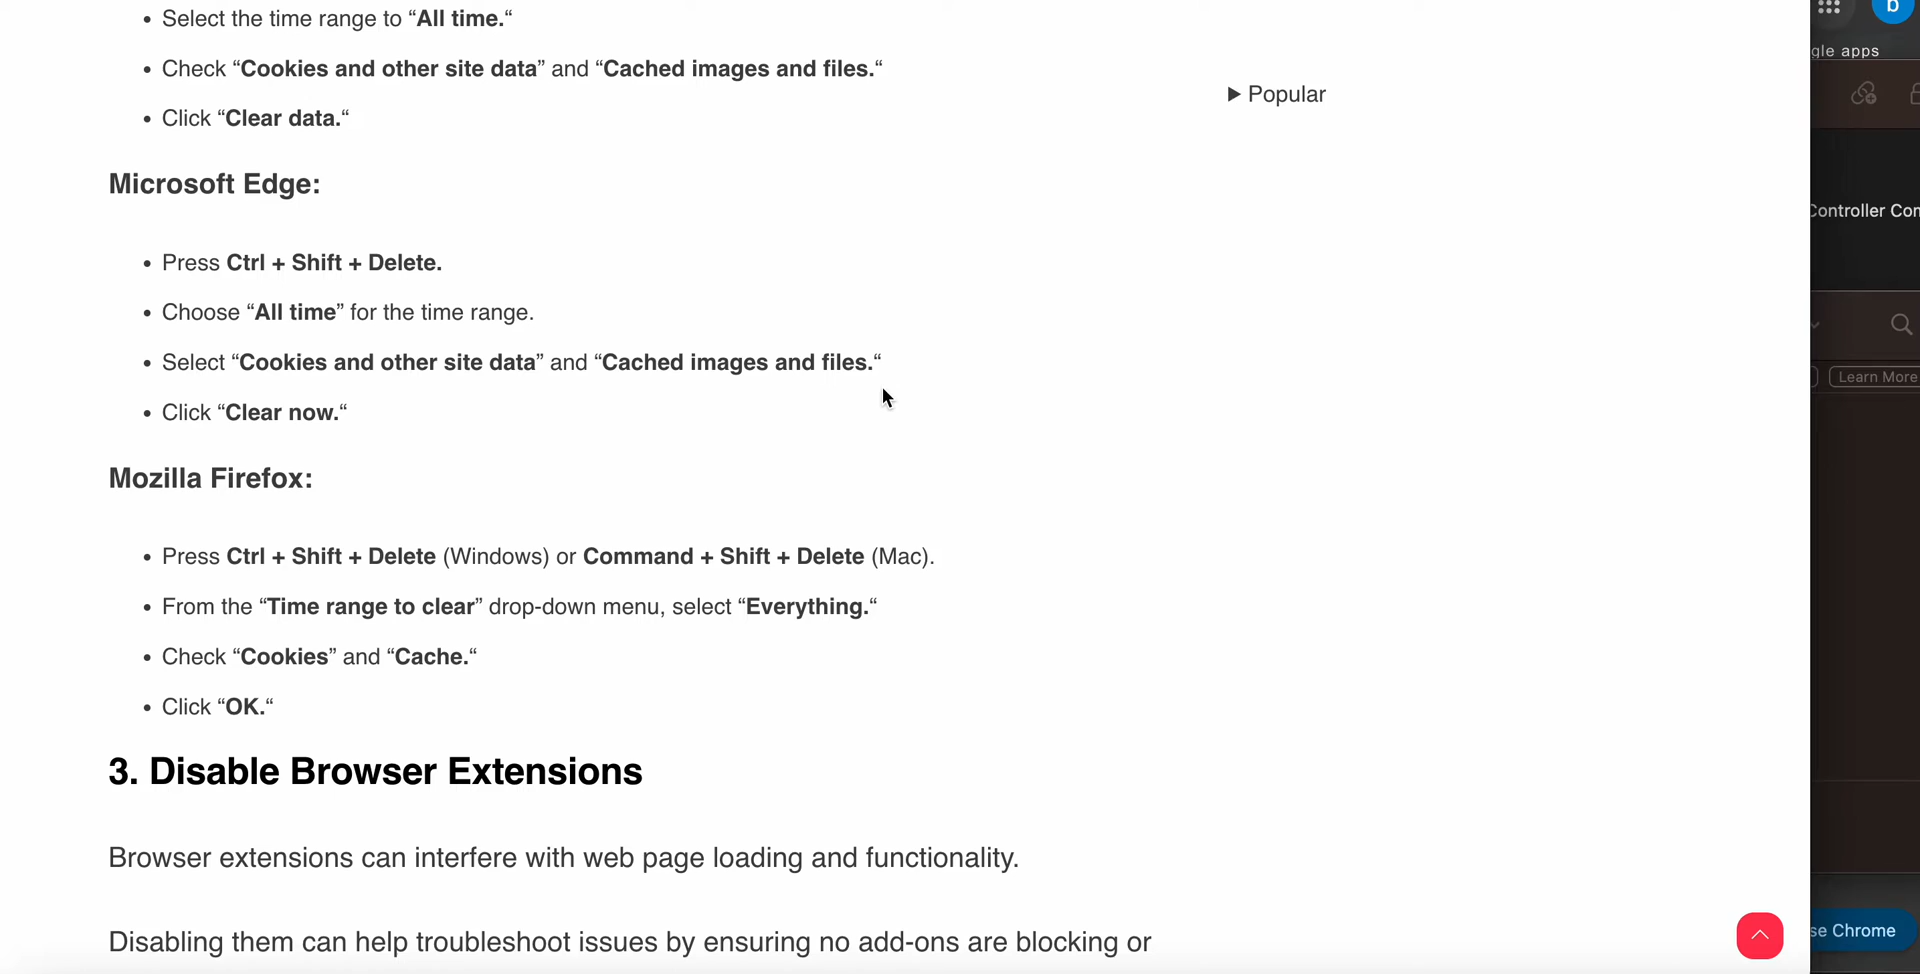 b
• Select the time range to “All time.“
gle apps
• Check “Cookies and other site data” and “Cached images and files.“
▶ Popular
• Click “Clear data.“
Microsoft Edge:
Controller Con
• Press Ctrl + Shift + Delete.
• Choose “All time” for the time range.
• Select “Cookies and other site data” and “Cached images and files.“
Learn More
• Click “Clear now.“
Mozilla Firefox:
• Press Ctrl + Shift + Delete (Windows) or Command + Shift + Delete (Mac).
• From the “Time range to clear” drop-down menu, select “Everything.“
• Check “Cookies” and “Cache.“
• Click “OK.“
3. Disable Browser Extensions
Browser extensions can interfere with web page loading and functionality.
se Chrome
Disabling them can help troubleshoot issues by ensuring no add-ons are blocking or